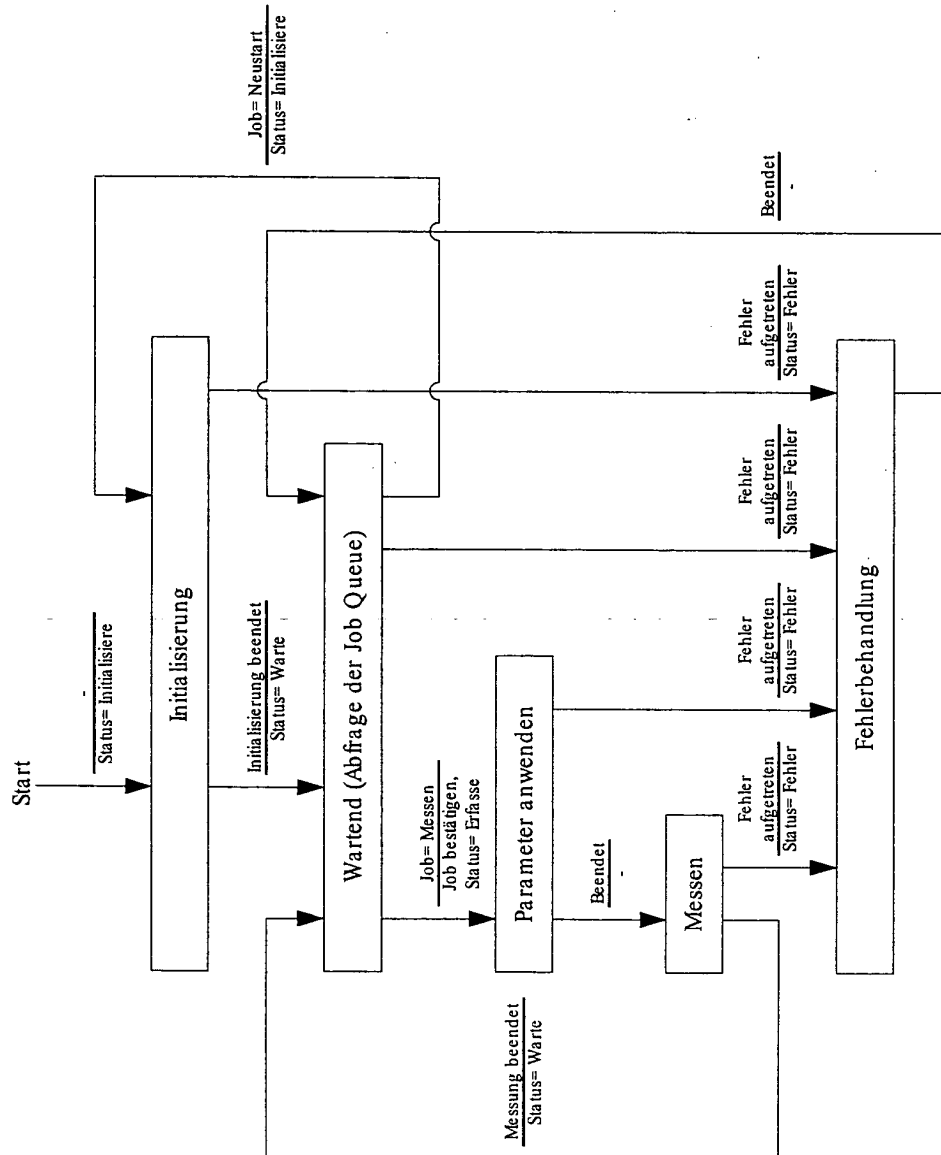 Start
-
Status= Initialisiere
Job= Neustart
Status= Initialisiere
Initialisierung
Initialisierung beendet
Status= Warte
Wartend (Abfrage der Job Queue)
Job= Messen
Job bestätigen,
Status= Erfasse
Parameter anwenden
Messung beendet
Status= Warte
Beendet
-
Messen
Fehler
aufgetreten
Status= Fehler
Fehler
aufgetreten
Status= Fehler
Fehler
aufgetreten
Status= Fehler
Fehler
aufgetreten
Status= Fehler
Beendet
-
Fehlerbehandlung